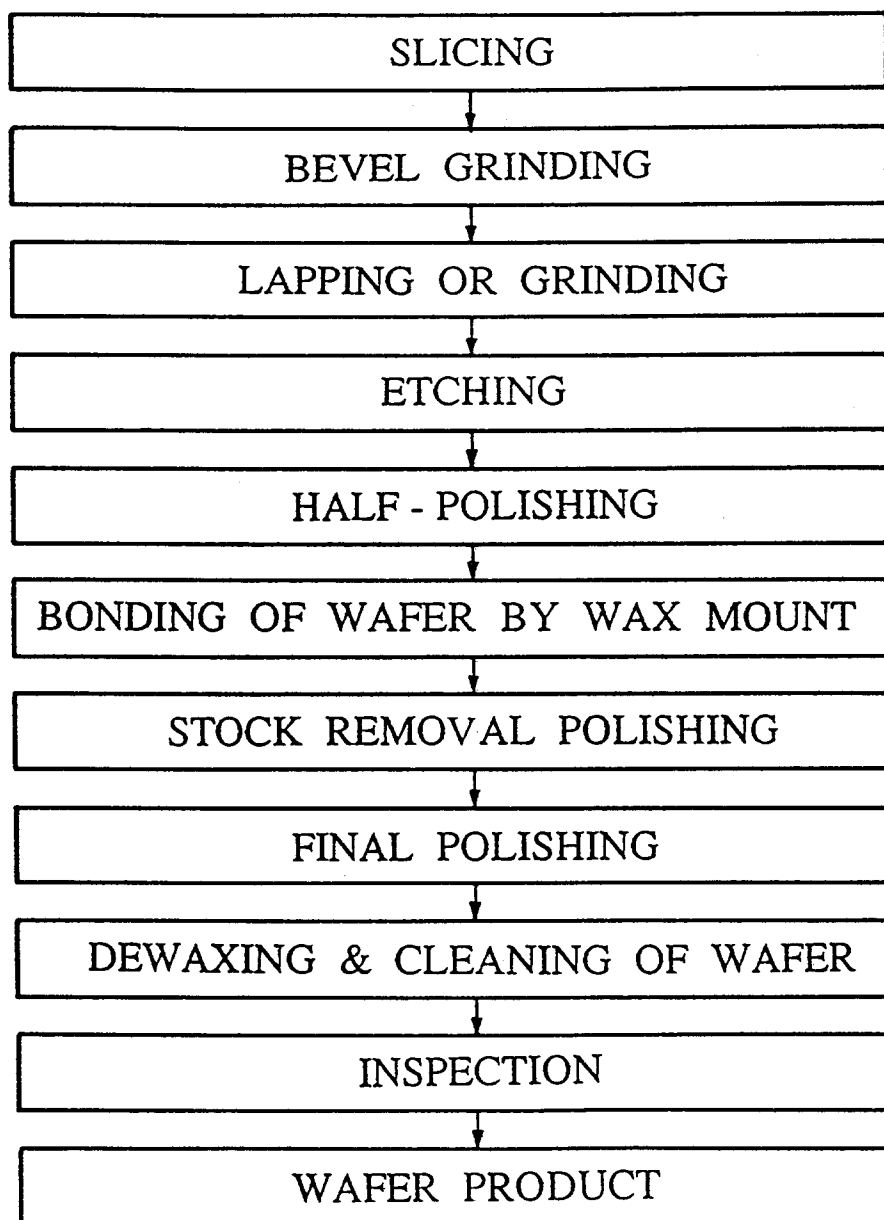 SLICING
BEVEL GRINDING
LAPPING OR GRINDING
ETCHING
HALF - POLISHING
BONDING OF WAFER BY WAX MOUNT
STOCK REMOVAL POLISHING
FINAL POLISHING
DEWAXING & CLEANING OF WAFER
INSPECTION
WAFER PRODUCT